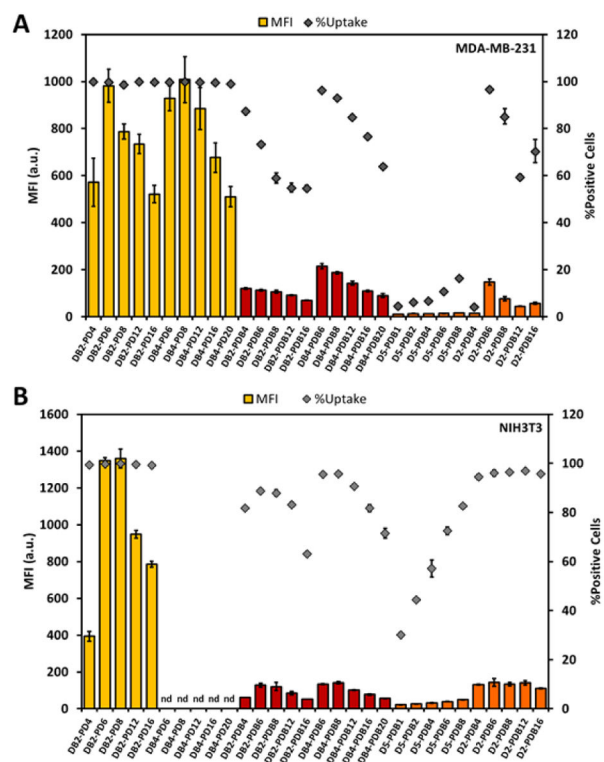 A
MFI
%Uptake
MDA-MB-231
MFI (a.u.)
1200
1000
800
600
400
200
0
120
100
80
60
40
20
0
%Positive Cells
DB2-PD4
DB2-PD6
DB2-PD8
DB2-PD12
DB2-PD16
DB4-PD6
DB4-PD8
DB4-PD12
DB4-PD16
DB4-PD20
DB2-PDB4
DB2-PDB6
DB2-PDB8
DB2-PDB12
DB2-PDB16
DB4-PDB6
DB4-PDB8
DB4-PDB12
DB4-PDB16
DB4-PDB20
D5-PDB1
D5-PDB2
D5-PDB4
D5-PDB6
D5-PDB8
D2-PDB4
D2-PDB6
D2-PDB8
D2-PDB12
D2-PDB16
B
MFI
%Uptake
NIH3T3
MFI (a.u.)
1600
1400
1200
1000
800
600
400
200
0
nd nd nd nd nd
120
100
80
60
40
20
0
%Positive Cells
DB2-PD4
DB2-PD6
DB2-PD8
DB2-PD12
DB2-PD16
DB4-PD6
DB4-PD8
DB4-PD12
DB4-PD16
DB4-PD20
DB2-PDB4
DB2-PDB6
DB2-PDB8
DB2-PDB12
DB2-PDB16
DB4-PDB6
DB4-PDB8
DB4-PDB12
DB4-PDB16
DB4-PDB20
D5-PDB1
D5-PDB2
D5-PDB4
D5-PDB6
D5-PDB8
D2-PDB4
D2-PDB6
D2-PDB8
D2-PDB12
D2-PDB16